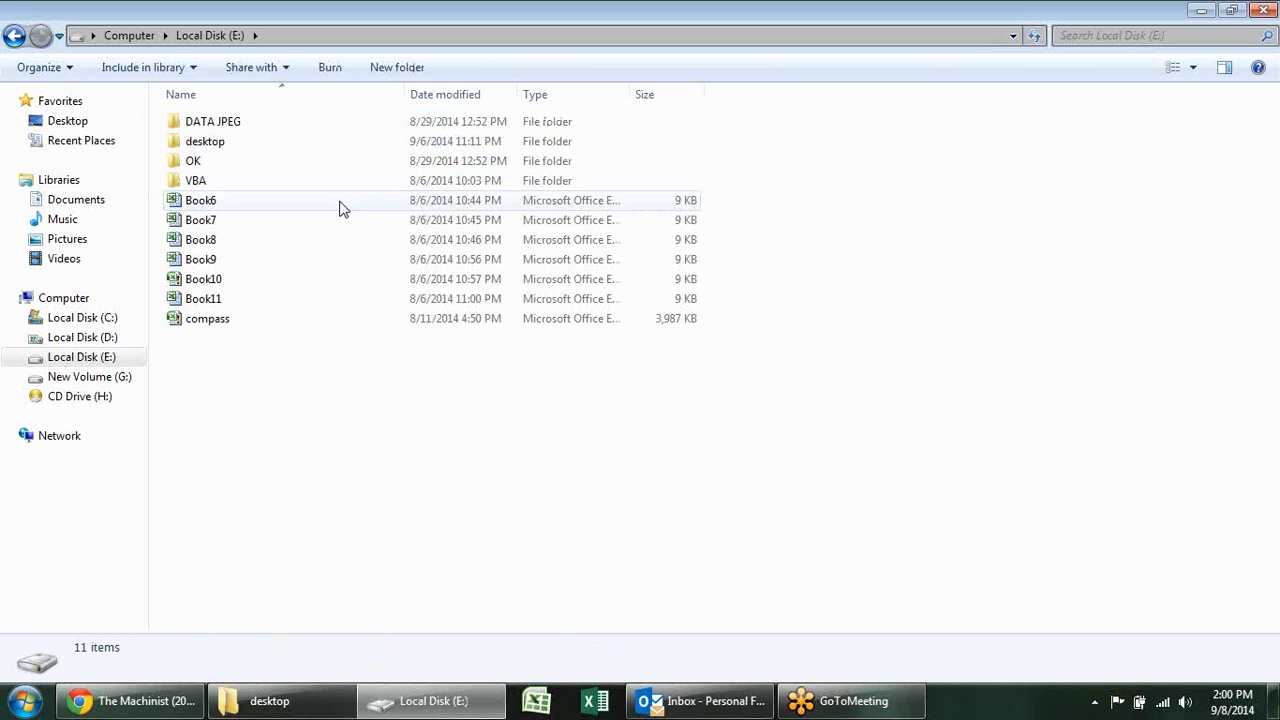 Computer Local Disk (E:)
Search Local Disk (E:)
Organize Include in library Share with Burn New folder
Name Date modified Type Size
Favorites
Desktop
Recent Places
Libraries
Documents
Music
Pictures
Videos
Computer
Local Disk (C:)
Local Disk (D:)
Local Disk (E:)
New Volume (G:)
CD Drive (H:)
Network
DATA JPEG 8/29/2014 12:52 PM File folder
desktop 9/6/2014 11:11 PM File folder
OK 8/29/2014 12:52 PM File folder
VBA 8/6/2014 10:03 PM File folder
Book6 8/6/2014 10:44 PM Microsoft Office E... 9 KB
Book7 8/6/2014 10:45 PM Microsoft Office E... 9 KB
Book8 8/6/2014 10:46 PM Microsoft Office E... 9 KB
Book9 8/6/2014 10:56 PM Microsoft Office E... 9 KB
Book10 8/6/2014 10:57 PM Microsoft Office E... 9 KB
Book11 8/6/2014 11:00 PM Microsoft Office E... 9 KB
compass 8/11/2014 4:50 PM Microsoft Office E... 3,987 KB
11 items
The Machinist (20... desktop Local Disk (E:) Inbox - Personal F... GoToMeeting
2:00 PM
9/8/2014